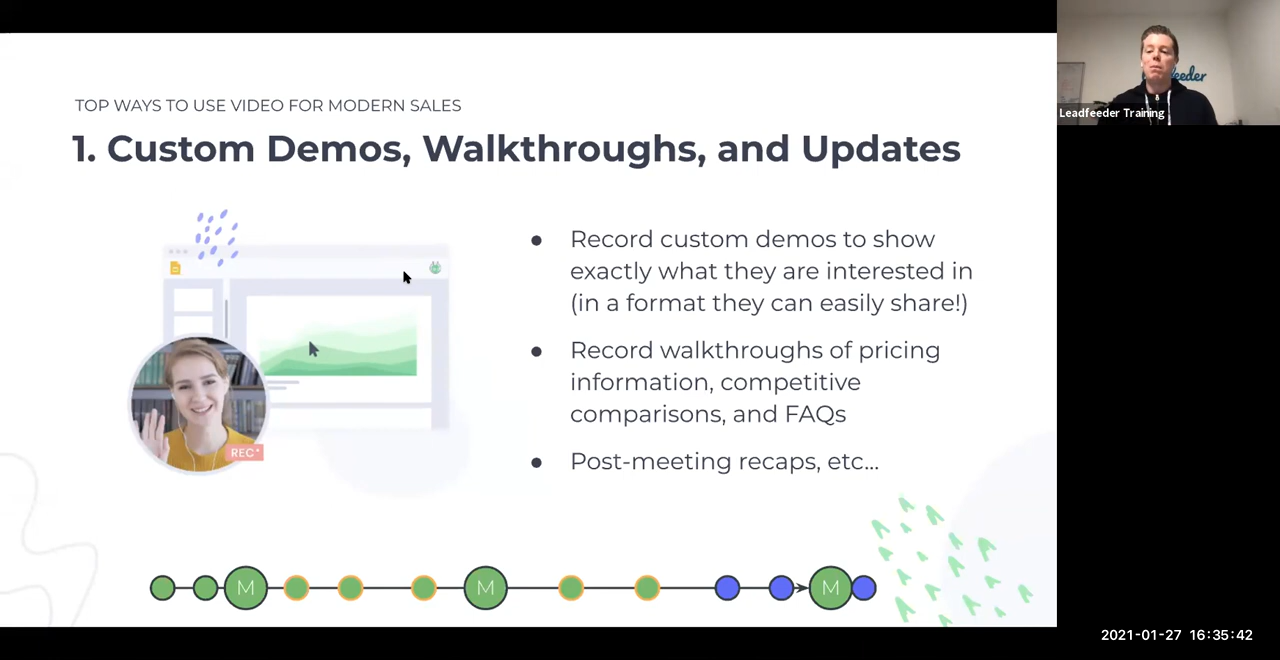 TOP WAYS TO USE VIDEO FOR MODERN SALES
1. Custom Demos, Walkthroughs, and Updates
● Record custom demos to show
exactly what they are interested in
(in a format they can easily share!)
● Record walkthroughs of pricing
information, competitive
comparisons, and FAQs
● Post-meeting recaps, etc...
REC
M
M
M
Leadfeeder Training
2021-01-27 16:35:42